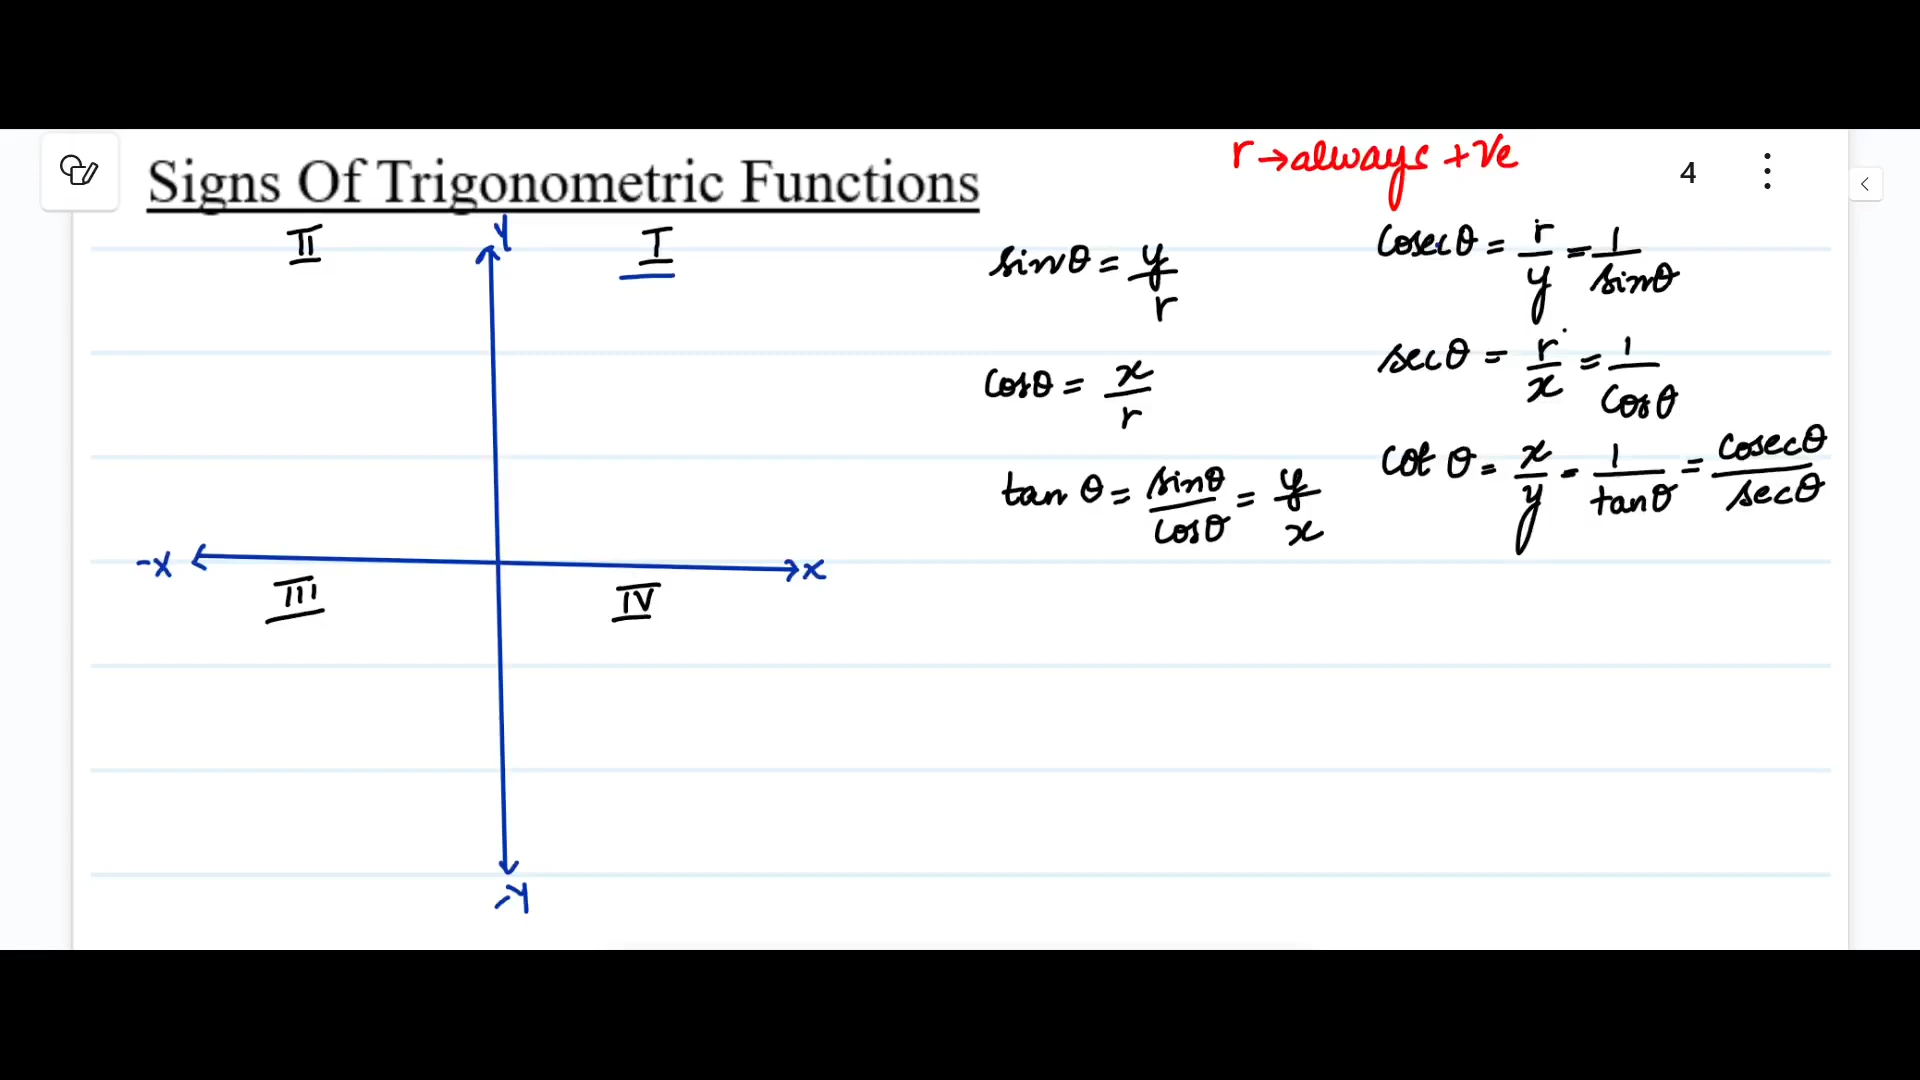 Signs Of Trigonometric Functions
r→always +ve
4
II
Y
I
sinθ = y/r
cosecθ = r/y = 1/sinθ
cosθ = x/r
secθ = r/x = 1/cosθ
tan θ = sinθ/cosθ = y/x
cot θ = x/y = 1/tanθ = cosecθ/secθ
-X
X
III
IV
-Y